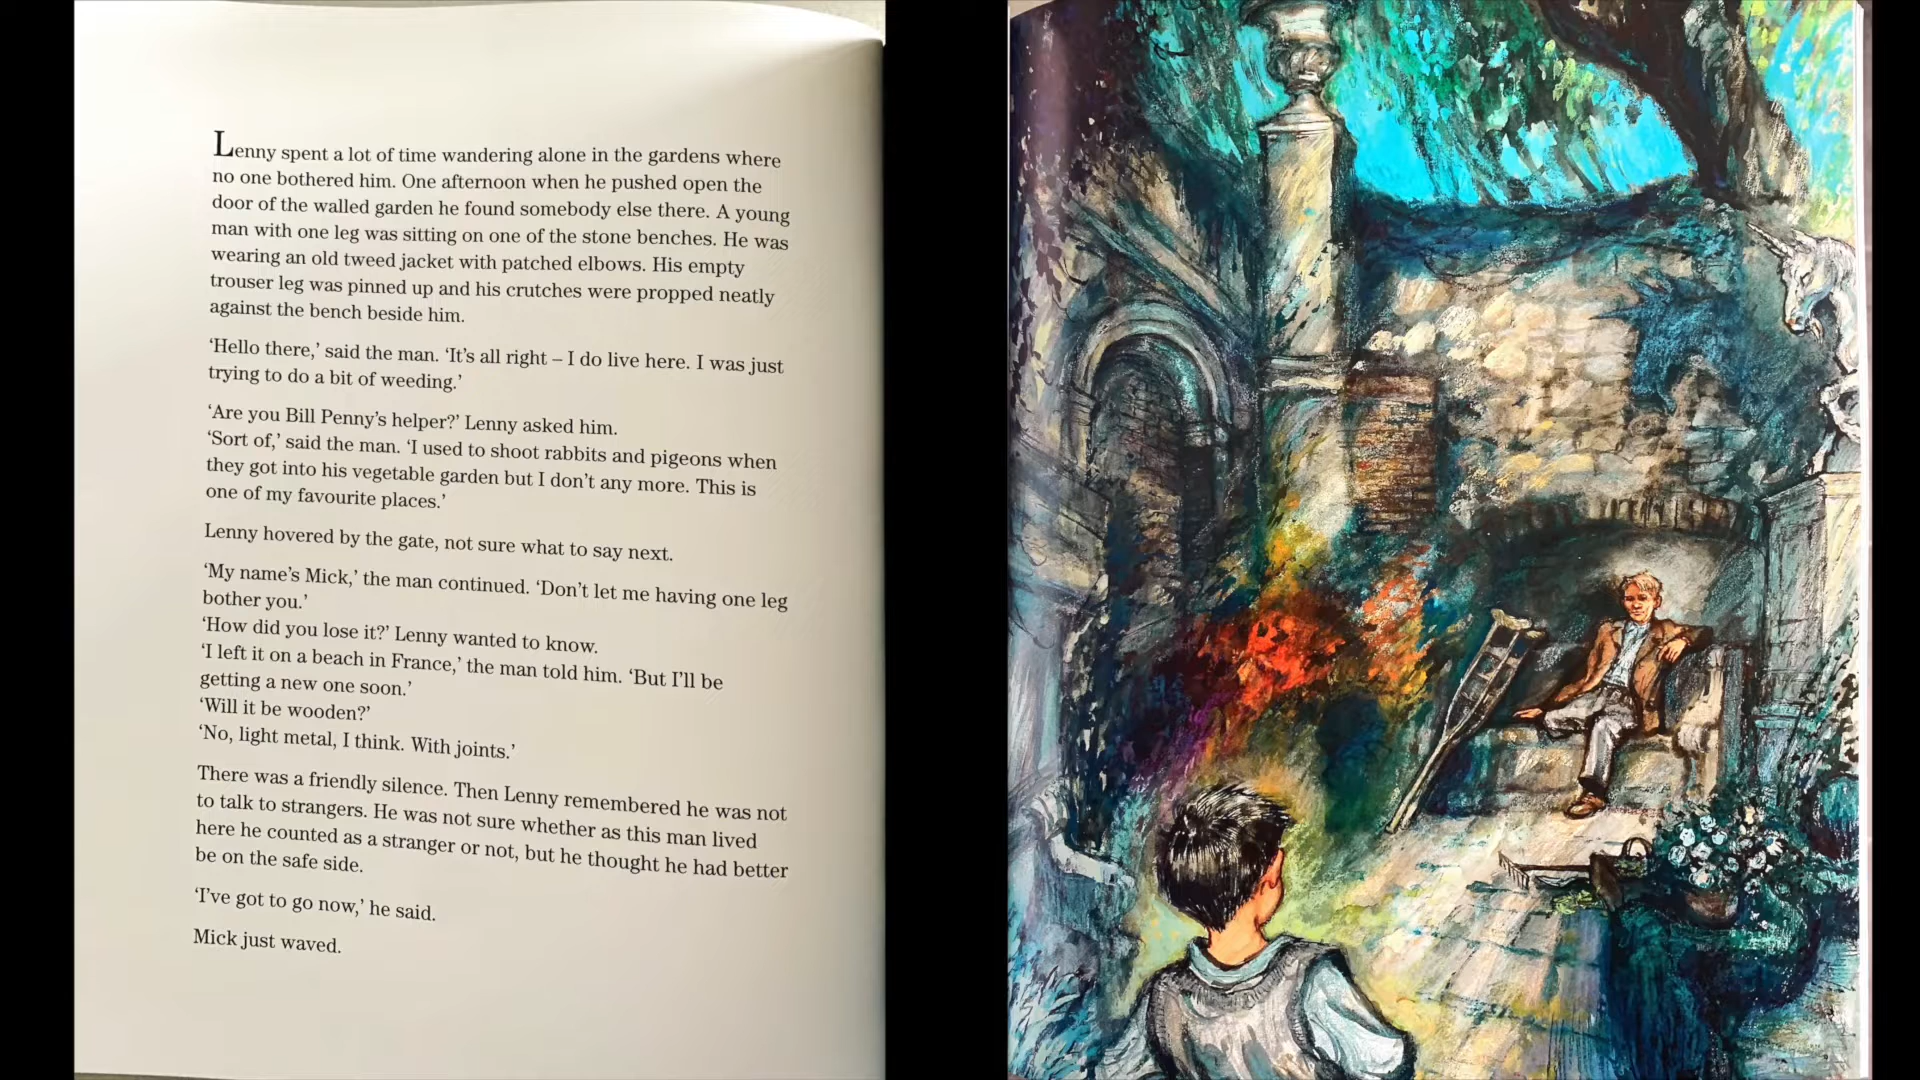 Lenny spent a lot of time wandering alone in the gardens where
no one bothered him. One afternoon when he pushed open the
door of the walled garden he found somebody else there. A young
man with one leg was sitting on one of the stone benches. He was
wearing an old tweed jacket with patched elbows. His empty
trouser leg was pinned up and his crutches were propped neatly
against the bench beside him.
‘Hello there,’ said the man. ‘It’s all right – I do live here. I was just
trying to do a bit of weeding.’
‘Are you Bill Penny’s helper?’ Lenny asked him.
‘Sort of,’ said the man. ‘I used to shoot rabbits and pigeons when
they got into his vegetable garden but I don’t any more. This is
one of my favourite places.’
Lenny hovered by the gate, not sure what to say next.
‘My name’s Mick,’ the man continued. ‘Don’t let me having one leg
bother you.’
‘How did you lose it?’ Lenny wanted to know.
‘I left it on a beach in France,’ the man told him. ‘But I’ll be
getting a new one soon.’
‘Will it be wooden?’
‘No, light metal, I think. With joints.’
There was a friendly silence. Then Lenny remembered he was not
to talk to strangers. He was not sure whether as this man lived
here he counted as a stranger or not, but he thought he had better
be on the safe side.
‘I’ve got to go now,’ he said.
Mick just waved.